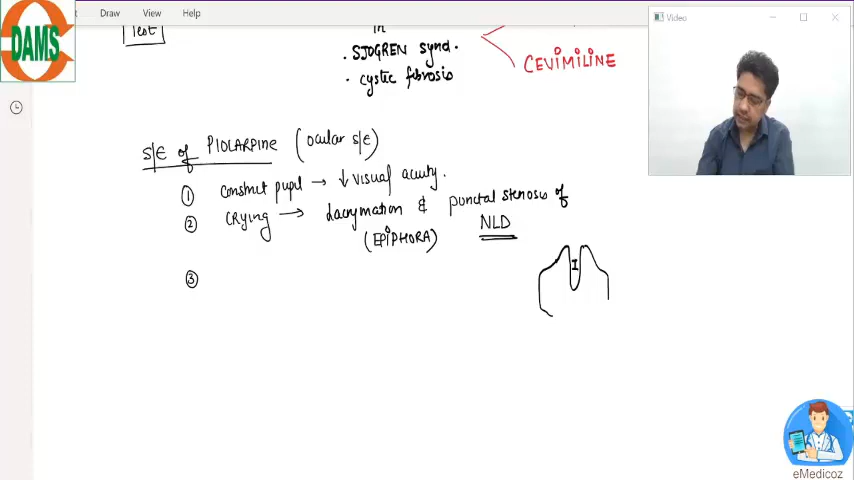 Draw
View
Help
Video
DAMS
Test
in
• SJOGREN synd.
• cystic fibrosis
CEVIMILINE
S/E of PIOLARPINE (ocular S/E)
① Constrict pupil → ↓ visual acuity.
② Crying → Lacrymation & punctal stenosis of NLD
(EPIPHORA)
③
I
eMedicoz